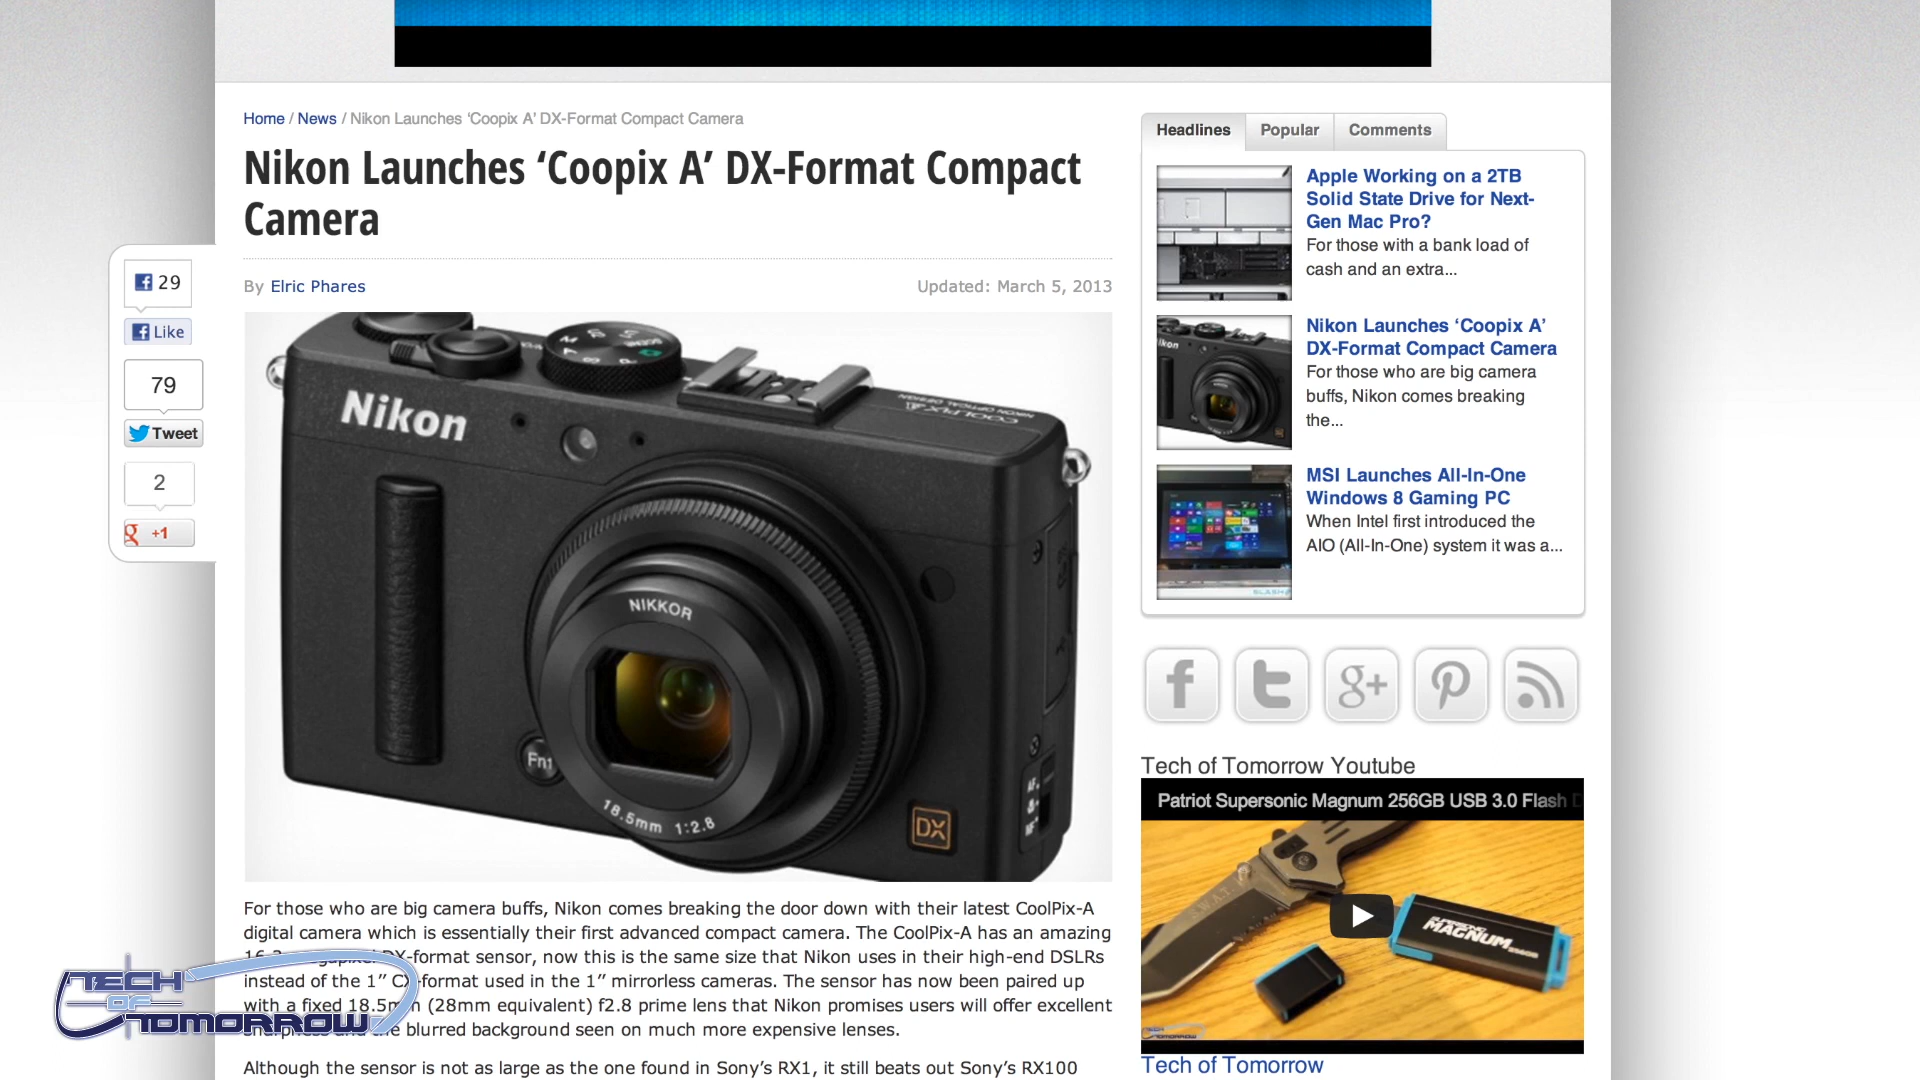 Home / News / Nikon Launches ‘Coopix A’ DX-Format Compact Camera
Nikon Launches ‘Coopix A’ DX-Format Compact
Camera
By Elric Phares
Updated: March 5, 2013
29
Like
79
Tweet
2
+1
Nikon
NIKKOR
18.5mm 1:2.8
Fn1
DX
For those who are big camera buffs, Nikon comes breaking the door down with their latest CoolPix-A
digital camera which is essentially their first advanced compact camera. The CoolPix-A has an amazing
-format sensor, now this is the same size that Nikon uses in their high-end DSLRs
instead of the 1″ CX-format used in the 1″ mirrorless cameras. The sensor has now been paired up
with a fixed 18.5mm (28mm equivalent) f2.8 prime lens that Nikon promises users will offer excellent
blurred background seen on much more expensive lenses.
Although the sensor is not as large as the one found in Sony’s RX1, it still beats out Sony’s RX100
TECH
OF
TOMORROW
Headlines
Popular
Comments
Apple Working on a 2TB
Solid State Drive for Next-
Gen Mac Pro?
For those with a bank load of
cash and an extra...
Nikon Launches ‘Coopix A’
DX-Format Compact Camera
For those who are big camera
buffs, Nikon comes breaking
the...
MSI Launches All-In-One
Windows 8 Gaming PC
When Intel first introduced the
AIO (All-In-One) system it was a...
Tech of Tomorrow Youtube
Patriot Supersonic Magnum 256GB USB 3.0 Flash D
S.W.A.T.
MAGNUM
Tech of Tomorrow